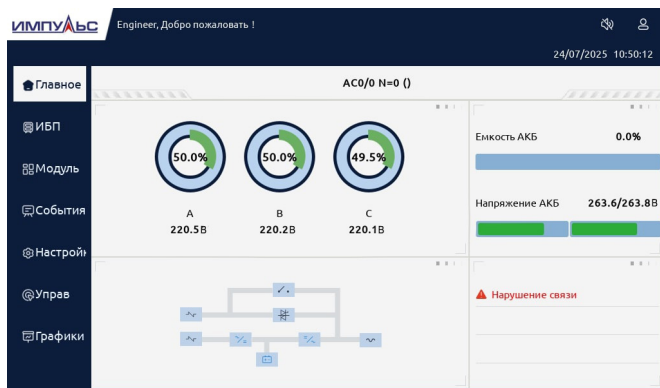 ИМПУЛЬС
Engineer, Добро пожаловать !
24/07/2025 10:50:12
Главное
ИБП
Модуль
События
Настройк
Управ
Графики
AC0/0 N=0 ()
50.0%
50.0%
49.5%
A
B
C
220.5В
220.2В
220.1В
Емкость АКБ 0.0%
Напряжение АКБ 263.6/263.8В
Нарушение связи